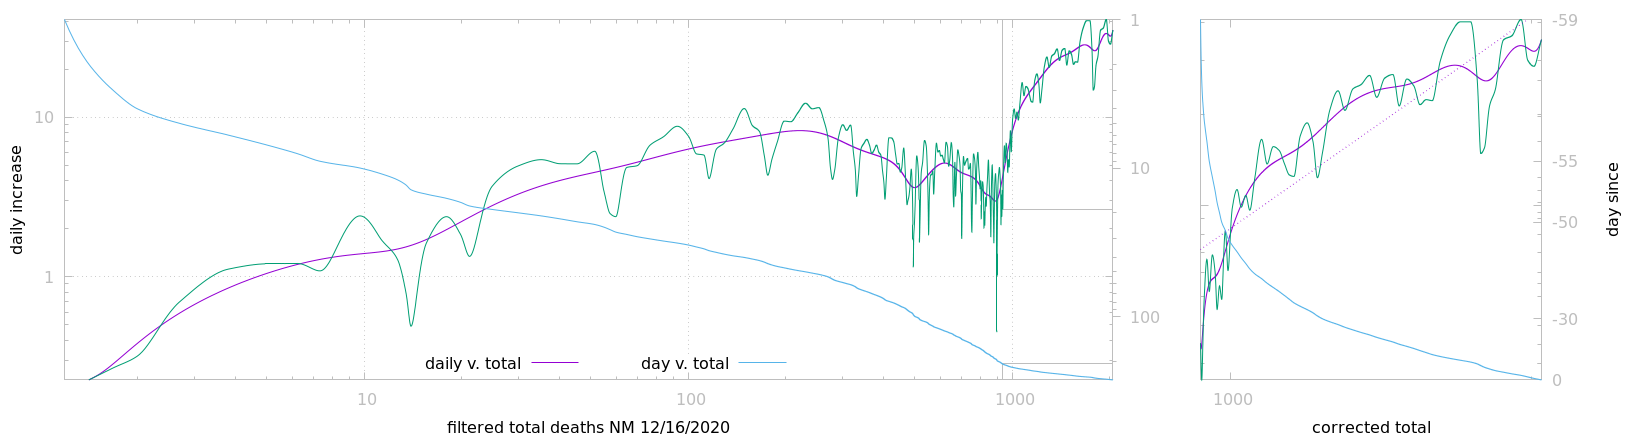 1
-59
10
daily increase
10
-55
-50
day since
1
100
-30
daily v. total
day v. total
0
10
100
1000
1000
filtered total deaths NM 12/16/2020
corrected total